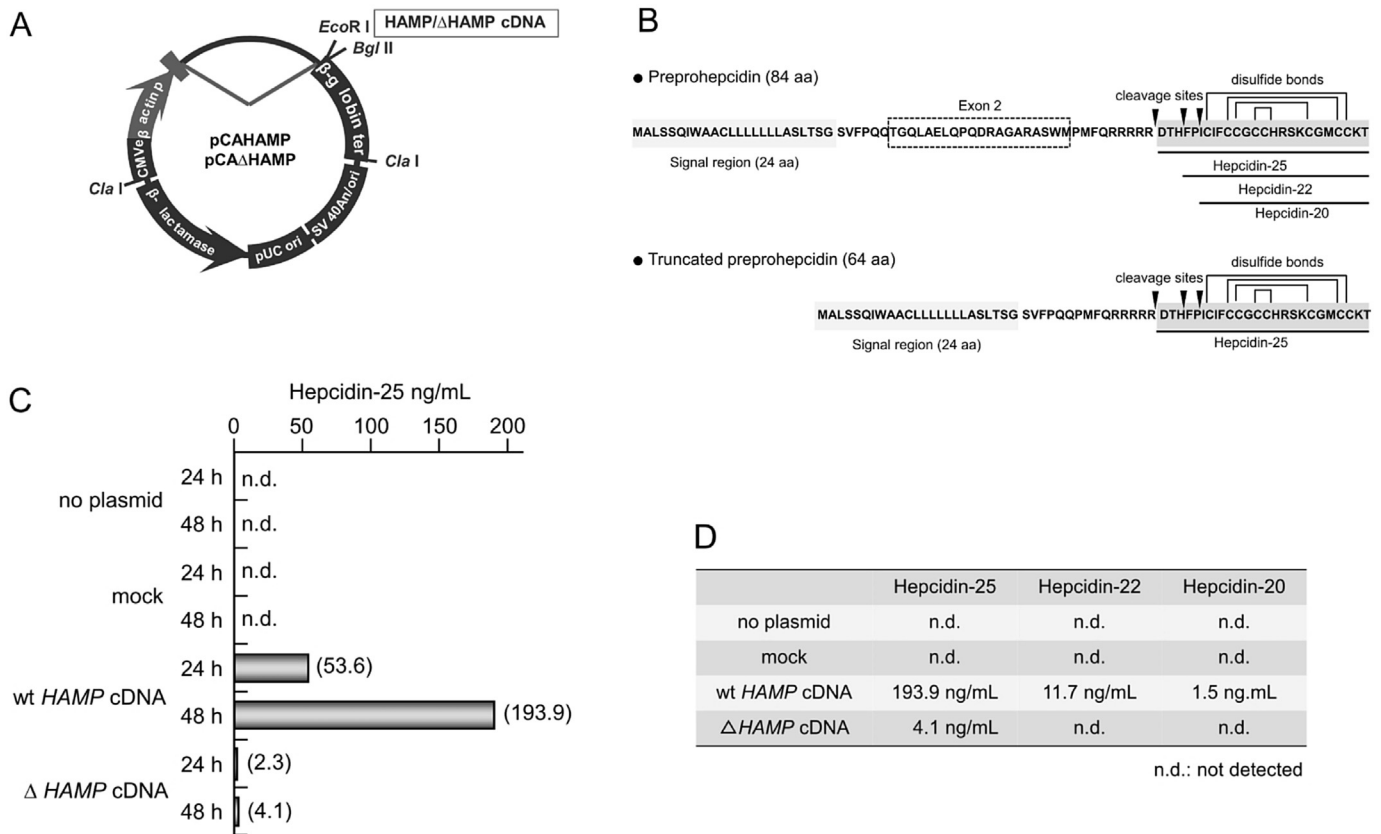 A
EcoR I
HAMP/ΔHAMP cDNA
Bgl II
β-g lobin ter
Cla I
SV 40An/ori
pUC ori
β- lactamase
Cla I
CMVe β actin p
pCAHAMP
pCAΔHAMP
B
● Preprohepcidin (84 aa)
disulfide bonds
cleavage sites
Exon 2
MALSSQIWAACLLLLLLLASLTSG SVFPQQTGQLAELQPQDRAGARASWMPMFQRRRRR DTHFPICIFCCGCCHRSKCGMCCKT
Signal region (24 aa)
Hepcidin-25
Hepcidin-22
Hepcidin-20
● Truncated preprohepcidin (64 aa)
disulfide bonds
cleavage sites
MALSSQIWAACLLLLLLLASLTSG SVFPQQPMFQRRRRR DTHFPICIFCCGCCHRSKCGMCCKT
Signal region (24 aa)
Hepcidin-25
C
Hepcidin-25 ng/mL
0 50 100 150 200
no plasmid
24 h n.d.
48 h n.d.
mock
24 h n.d.
48 h n.d.
wt HAMP cDNA
24 h (53.6)
48 h (193.9)
Δ HAMP cDNA
24 h (2.3)
48 h (4.1)
D
Hepcidin-25 Hepcidin-22 Hepcidin-20
no plasmid n.d. n.d. n.d.
mock n.d. n.d. n.d.
wt HAMP cDNA 193.9 ng/mL 11.7 ng/mL 1.5 ng.mL
△HAMP cDNA 4.1 ng/mL n.d. n.d.
n.d.: not detected